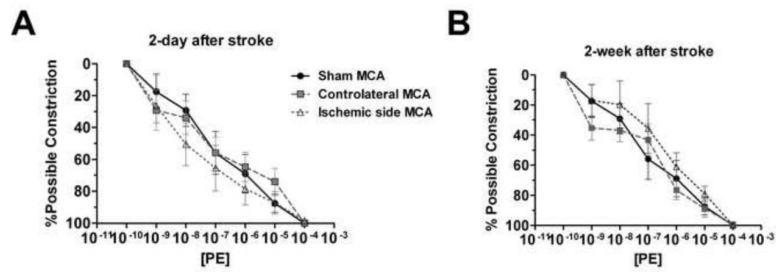 A
2-day after stroke
%Possible Constriction
0
20
40
60
80
100
10-11 10-10 10-9 10-8 10-7 10-6 10-5 10-4 10-3
[PE]
Sham MCA
Controlateral MCA
Ischemic side MCA
B
2-week after stroke
% Possible Constriction
0
20
40
60
80
100
10-11 10-10 10-9 10-8 10-7 10-6 10-5 10-4 10-3
[PE]